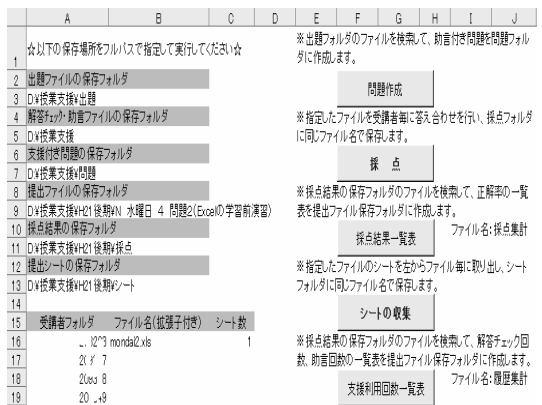 A B C D E F G H I J
1 ☆以下の保存場所をフルパスで指定して実行してください☆
2 出題ファイルの保存フォルダ
3 D:¥授業支援¥出題
4 解答チェック・助言ファイルの保存フォルダ
5 D:¥授業支援
6 支援付き問題の保存フォルダ
7 D:¥授業支援¥問題
8 提出ファイルの保存フォルダ
9 D:¥授業支援¥H21後期¥N 水曜日 4 問題2(Excelの学習前演習)
10 採点結果の保存フォルダ
11 D:¥授業支援¥H21後期¥採点
12 提出シートの保存フォルダ
13 D:¥授業支援¥H21後期¥シート
14
15 受講者フォルダ ファイル名(拡張子付き) シート数
16 mondai2.xls 1
17
18
19
※出題フォルダのファイルを検索して、助言付き問題を問題フォル
ダに作成します。
問題作成
※指定したファイルを受講者毎に答え合わせを行い、採点フォルダ
に同じファイル名で保存します。
採 点
※採点結果の保存フォルダのファイルを検索して、正解率の一覧
表を提出ファイル保存フォルダに作成します。
採点結果一覧表 ファイル名:採点集計
※指定したファイルのシートを左からファイル毎に取り出し、シート
フォルダに同じファイル名で保存します。
シートの収集
※採点結果の保存フォルダのファイルを検索して、解答チェック回
数、助言回数の一覧表を提出ファイル保存フォルダに作成します。
支援利用回数一覧表 ファイル名:履歴集計